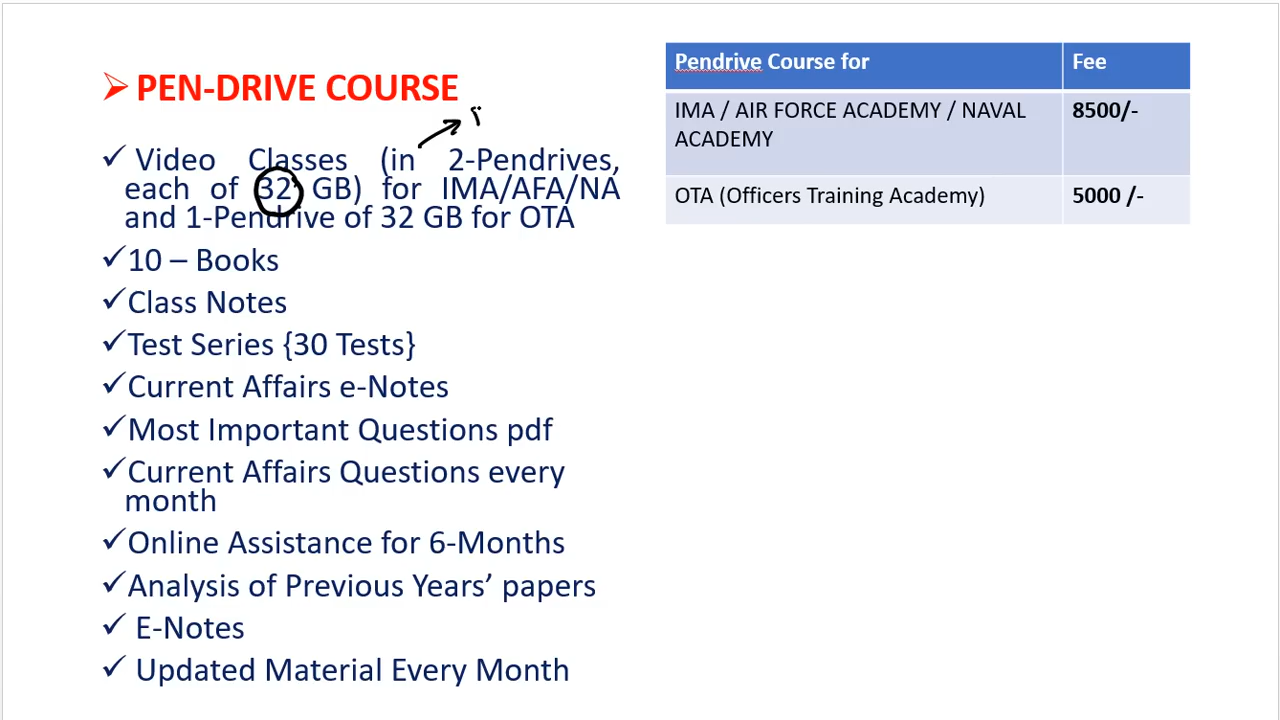 PEN-DRIVE COURSE
Video Classes (in 2-Pendrives,
each of 32 GB) for IMA/AFA/NA
and 1-Pendrive of 32 GB for OTA
10 – Books
Class Notes
Test Series {30 Tests}
Current Affairs e-Notes
Most Important Questions pdf
Current Affairs Questions every
month
Online Assistance for 6-Months
Analysis of Previous Years’ papers
E-Notes
Updated Material Every Month
Pendrive Course for Fee
IMA / AIR FORCE ACADEMY / NAVAL 8500/-
ACADEMY
OTA (Officers Training Academy) 5000 /-